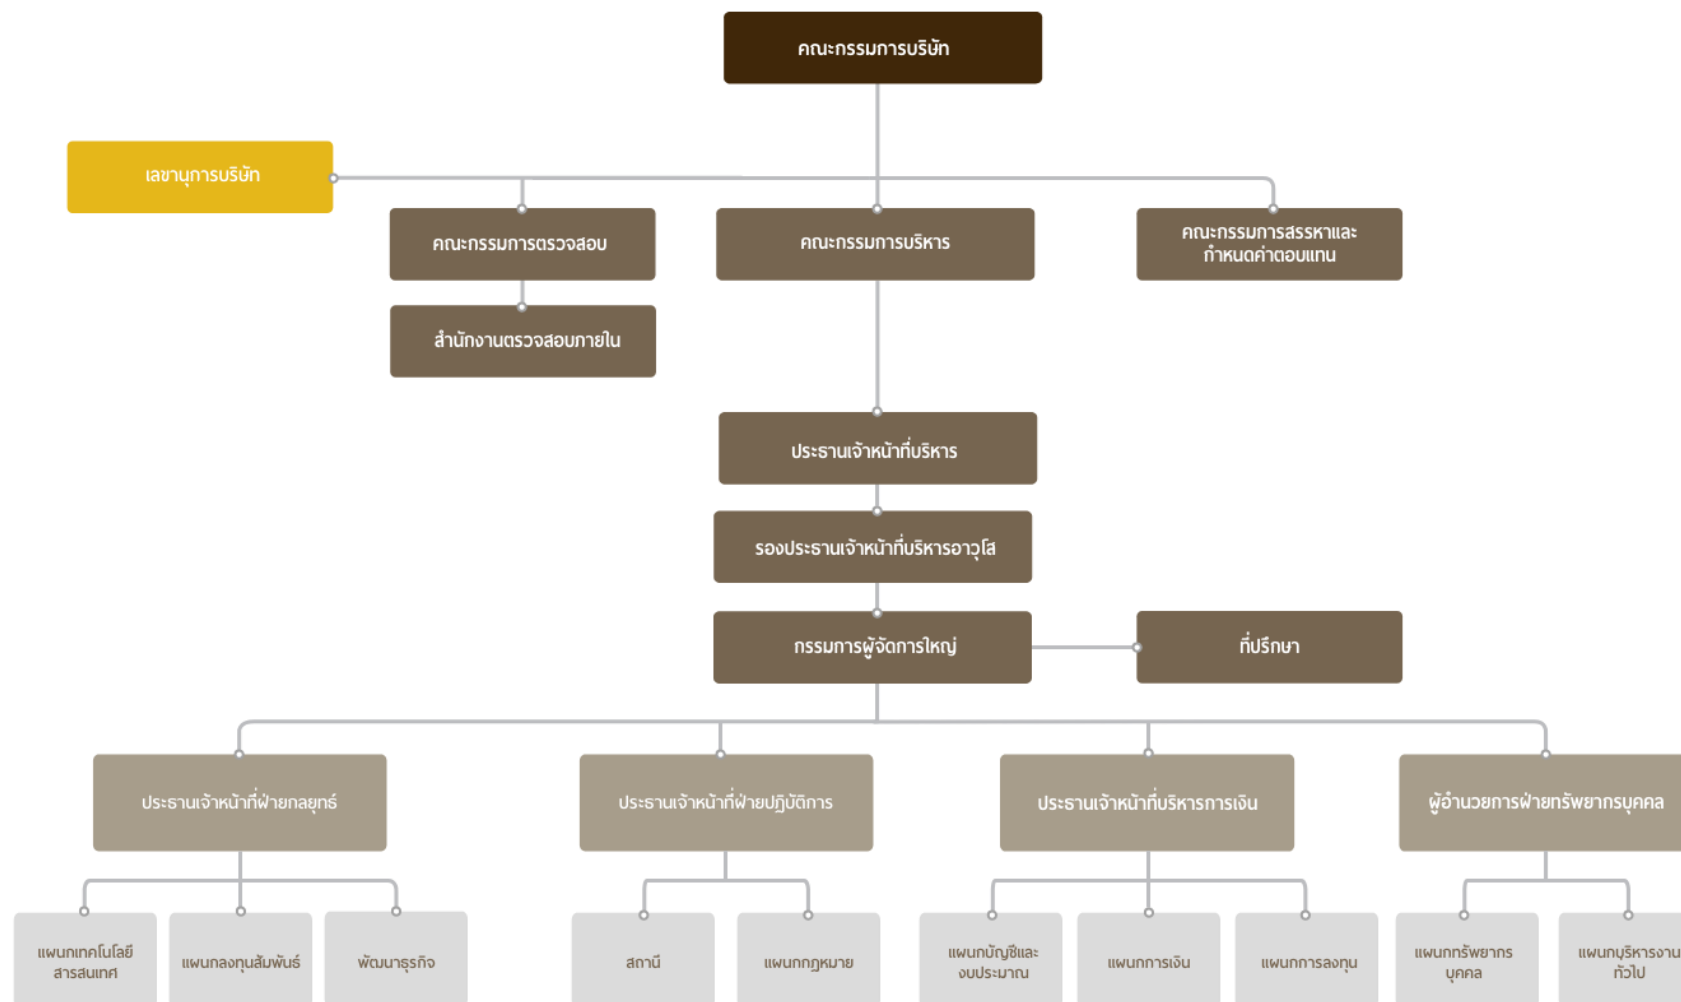 คณะกรรมการบริษัท
เลขานุการบริษัท
คณะกรรมการตรวจสอบ
คณะกรรมการบริหาร
คณะกรรมการสรรหาและ
กำหนดค่าตอบแทน
สำนักงานตรวจสอบภายใน
ประธานเจ้าหน้าที่บริหาร
รองประธานเจ้าหน้าที่บริหารอาวุโส
กรรมการผู้จัดการใหญ่
ที่ปรึกษา
ประธานเจ้าหน้าที่ฝ่ายกลยุทธ์
ประธานเจ้าหน้าที่ฝ่ายปฏิบัติการ
ประธานเจ้าหน้าที่บริหารการเงิน
ผู้อำนวยการฝ่ายทรัพยากรบุคคล
แผนกเทคโนโลยี
สารสนเทศ
แผนกลงทุนสัมพันธ์
พัฒนาธุรกิจ
สถานี
แผนกกฎหมาย
แผนกบัญชีและ
งบประมาณ
แผนกการเงิน
แผนกการลงทุน
แผนกทรัพยากร
บุคคล
แผนกบริหารงาน
ทั่วไป